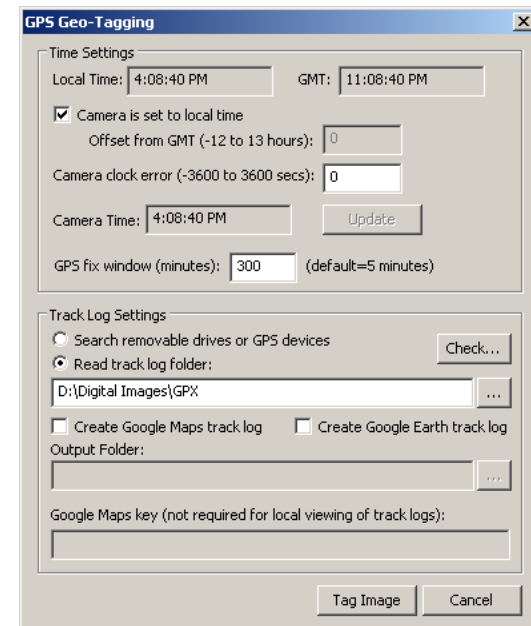 GPS Geo-Tagging
Time Settings
Local Time: 4:08:40 PM GMT: 11:08:40 PM
Camera is set to local time
Offset from GMT (-12 to 13 hours): 0
Camera clock error (-3600 to 3600 secs): 0
Camera Time: 4:08:40 PM Update
GPS fix window (minutes): 300 (default=5 minutes)
Track Log Settings
Search removable drives or GPS devices
Check...
Read track log folder:
D:\Digital Images\GPX ...
Create Google Maps track log Create Google Earth track log
Output Folder:
...
Google Maps key (not required for local viewing of track logs):
Tag Image Cancel